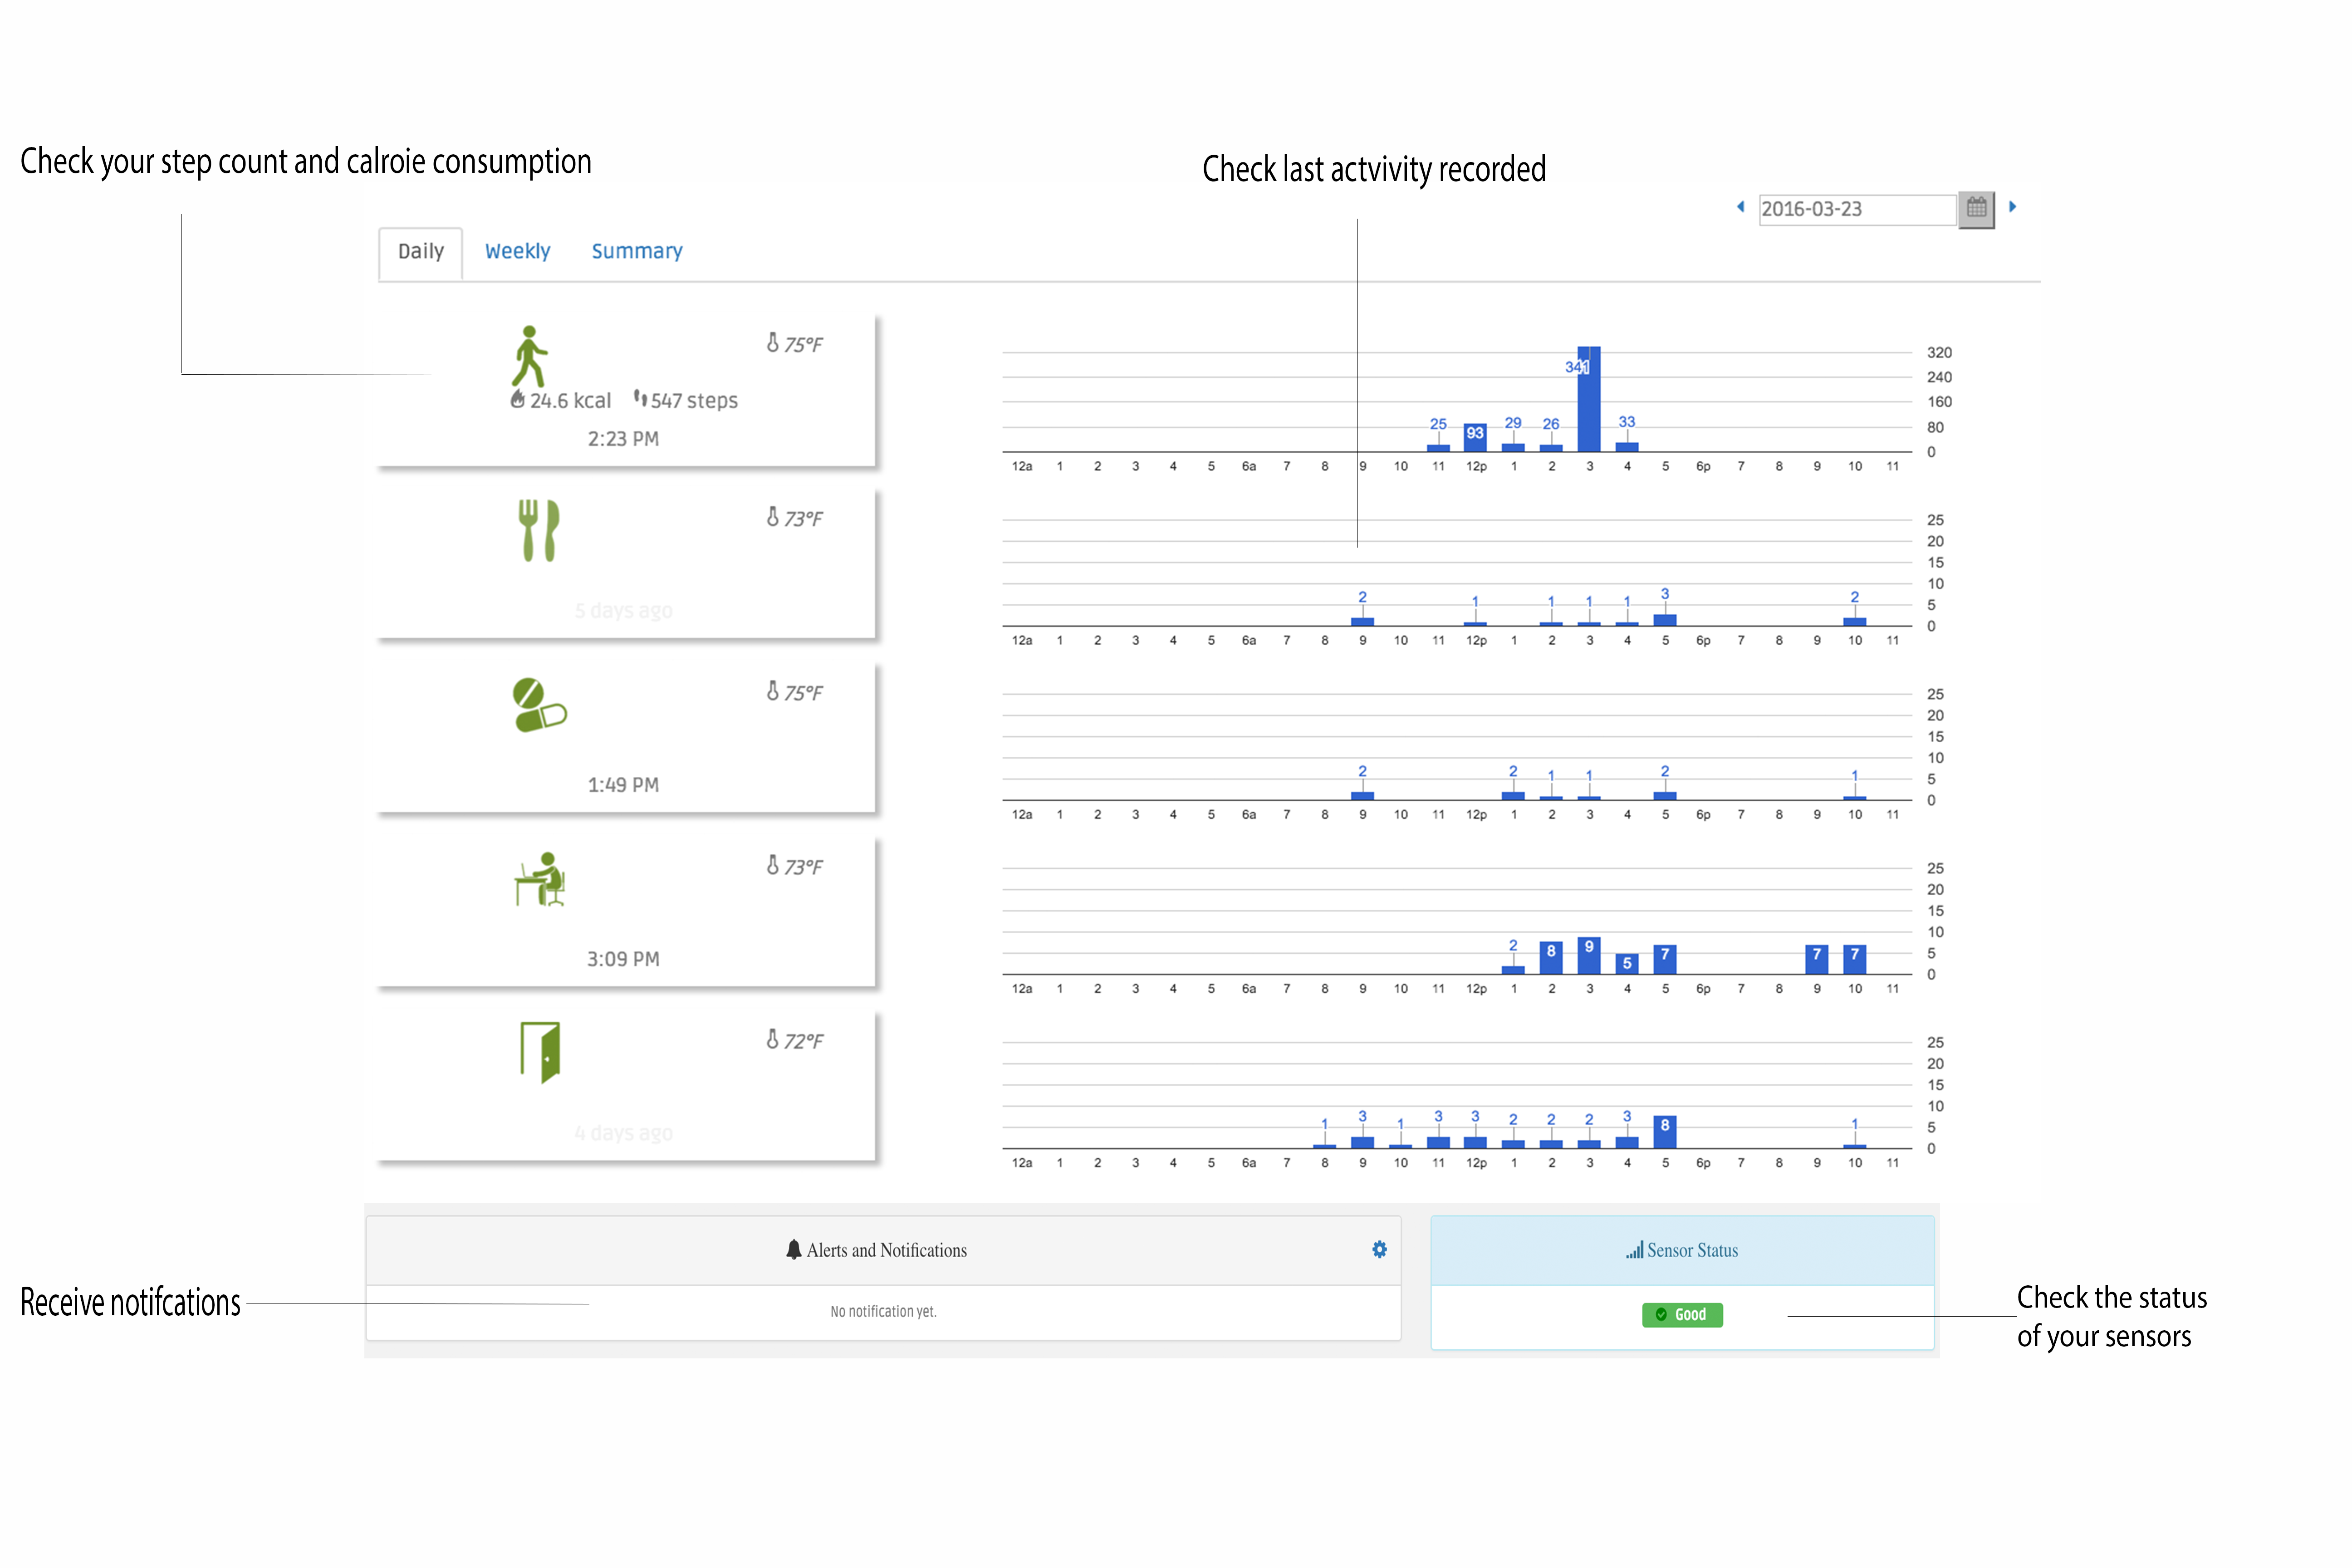 Check your step count and calroie consumption
Check last actvivity recorded
2016-03-23
Daily Weekly Summary
75°F
24.6 kcal 547 steps
2:23 PM
320
240
160
80
0
25 93 29 26 341 33
12a 1 2 3 4 5 6a 7 8 9 10 11 12p 1 2 3 4 5 6p 7 8 9 10 11
73°F
5 days ago
25
20
15
10
5
0
2 1 1 1 1 3 2
12a 1 2 3 4 5 6a 7 8 9 10 11 12p 1 2 3 4 5 6p 7 8 9 10 11
75°F
1:49 PM
25
20
15
10
5
0
2 2 1 1 2 1
12a 1 2 3 4 5 6a 7 8 9 10 11 12p 1 2 3 4 5 6p 7 8 9 10 11
73°F
3:09 PM
25
20
15
10
5
0
2 8 9 5 7 7 7
12a 1 2 3 4 5 6a 7 8 9 10 11 12p 1 2 3 4 5 6p 7 8 9 10 11
72°F
4 days ago
25
20
15
10
5
0
1 3 1 3 3 2 2 2 3 8 1
12a 1 2 3 4 5 6a 7 8 9 10 11 12p 1 2 3 4 5 6p 7 8 9 10 11
Alerts and Notifications
No notification yet.
Sensor Status
Good
Receive notifcations
Check the status
of your sensors